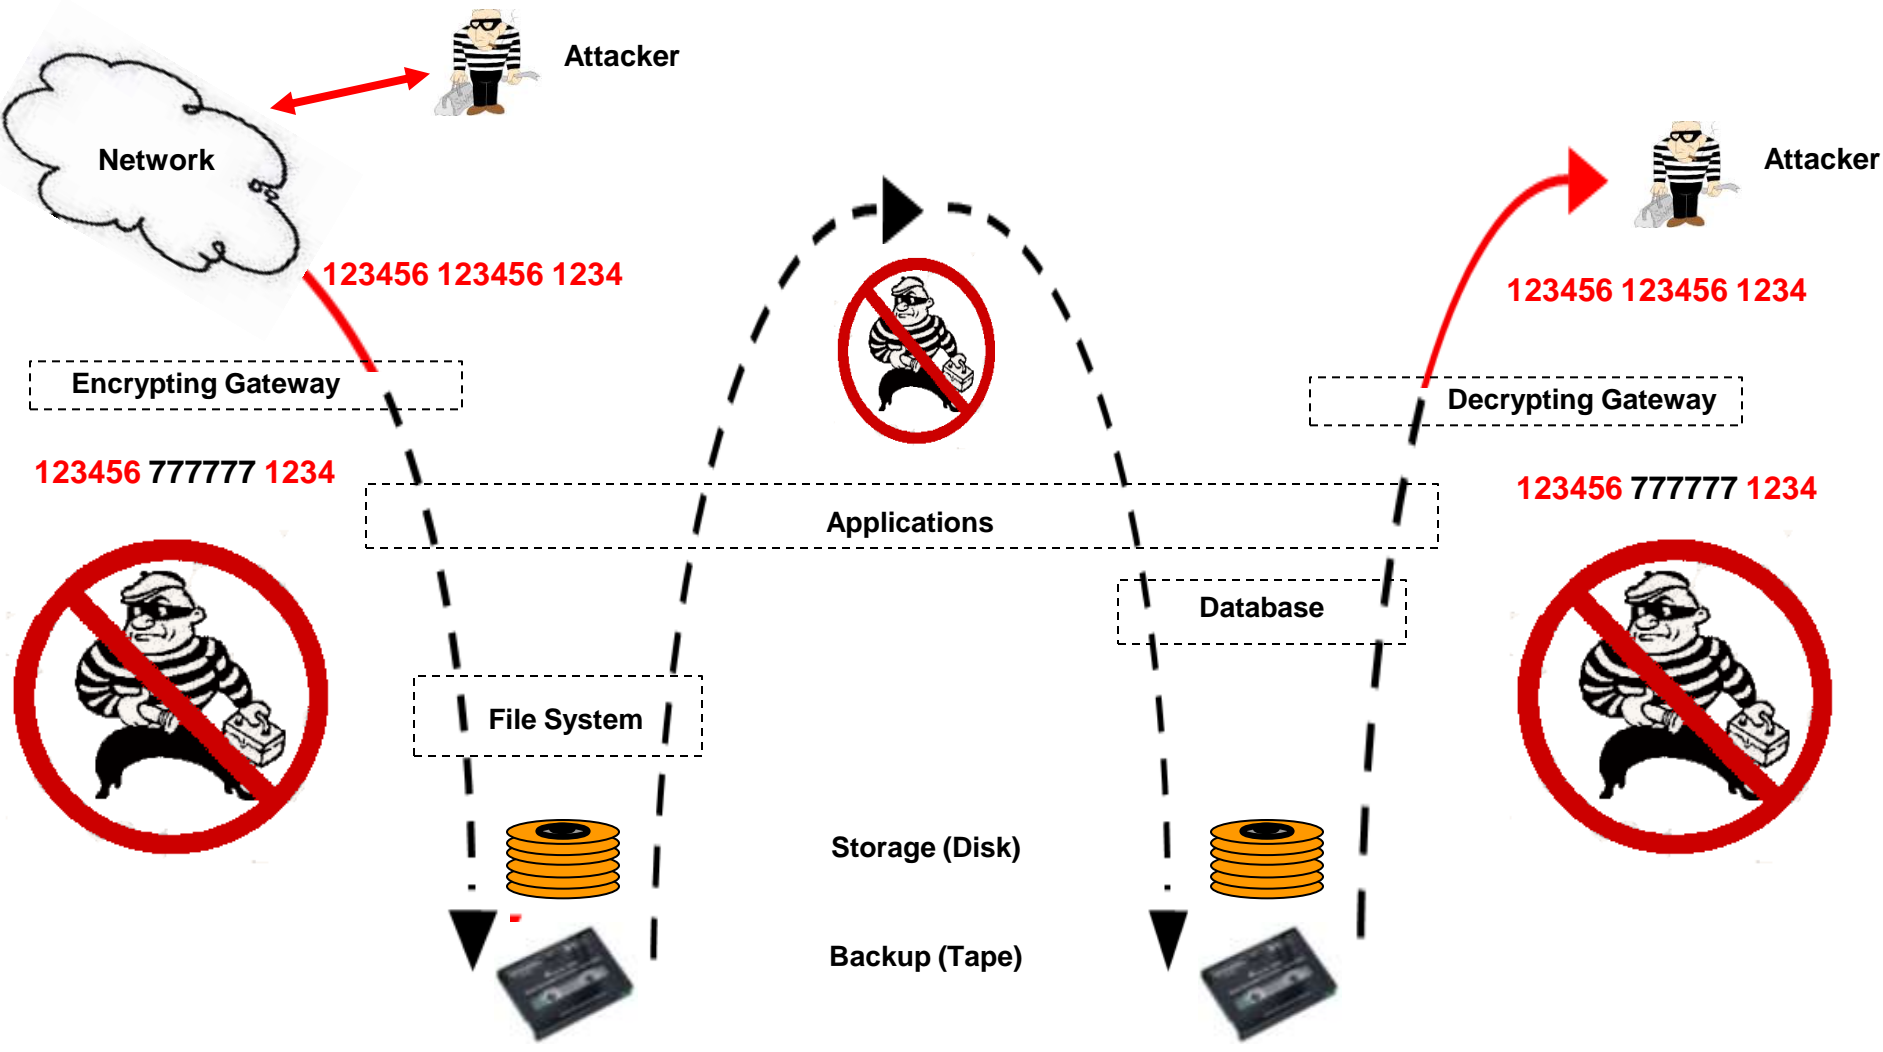 Attacker
Network
Attacker
123456 123456 1234
123456 123456 1234
Encrypting Gateway
Decrypting Gateway
123456 777777 1234
123456 777777 1234
Applications
Database
File System
Storage (Disk)
Backup (Tape)